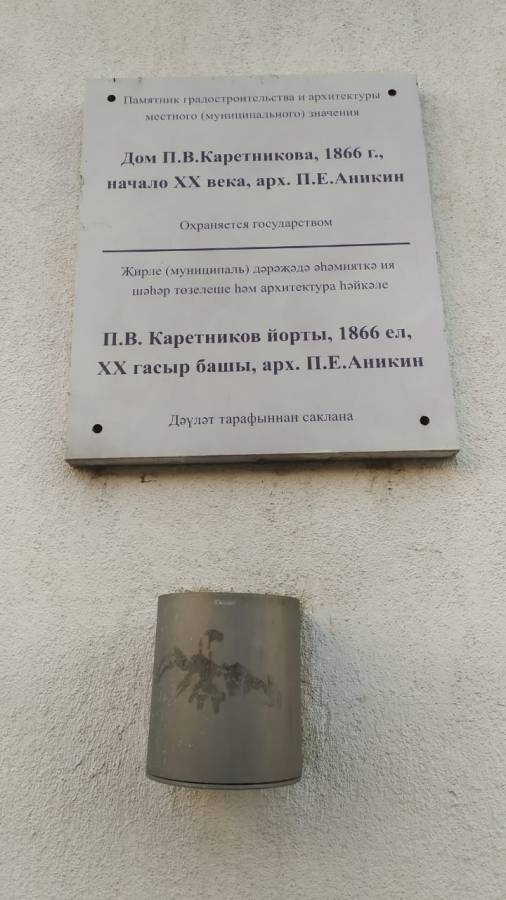 Памятник градостроительства и архитектуры
местного (муниципального) значения
Дом П.В.Каретникова, 1866 г.,
начало XX века, арх. П.Е.Аникин
Охраняется государством
Җирле (муниципаль) дәрәҗәдә әһәмияткә ия
шәһәр төзелеше һәм архитектура һәйкәле
П.В. Каретников йорты, 1866 ел,
XX гасыр башы, арх. П.Е.Аникин
Дәүләт тарафыннан саклана